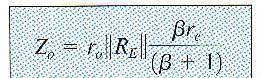 Z_o = r_o ∥ R_E ∥ βr_e / (β + 1)